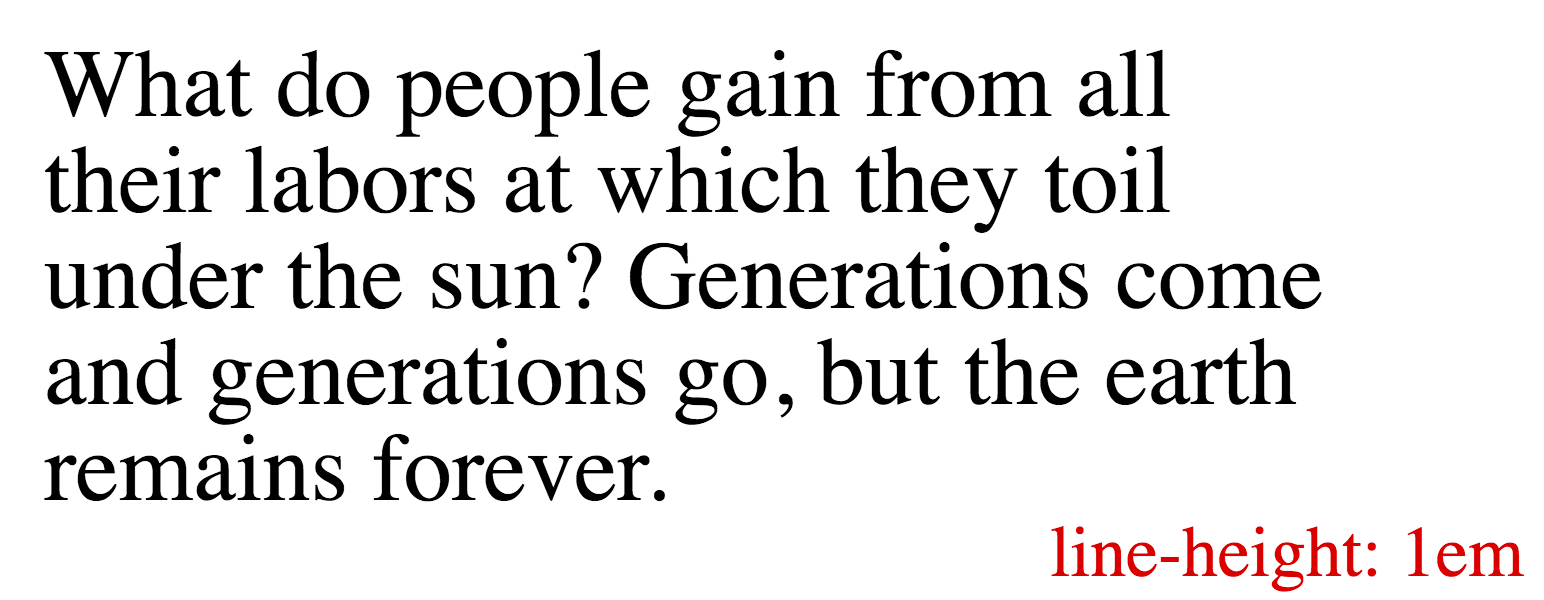 What do people gain from all
their labors at which they toil
under the sun? Generations come
and generations go, but the earth
remains forever.
line-height: 1em